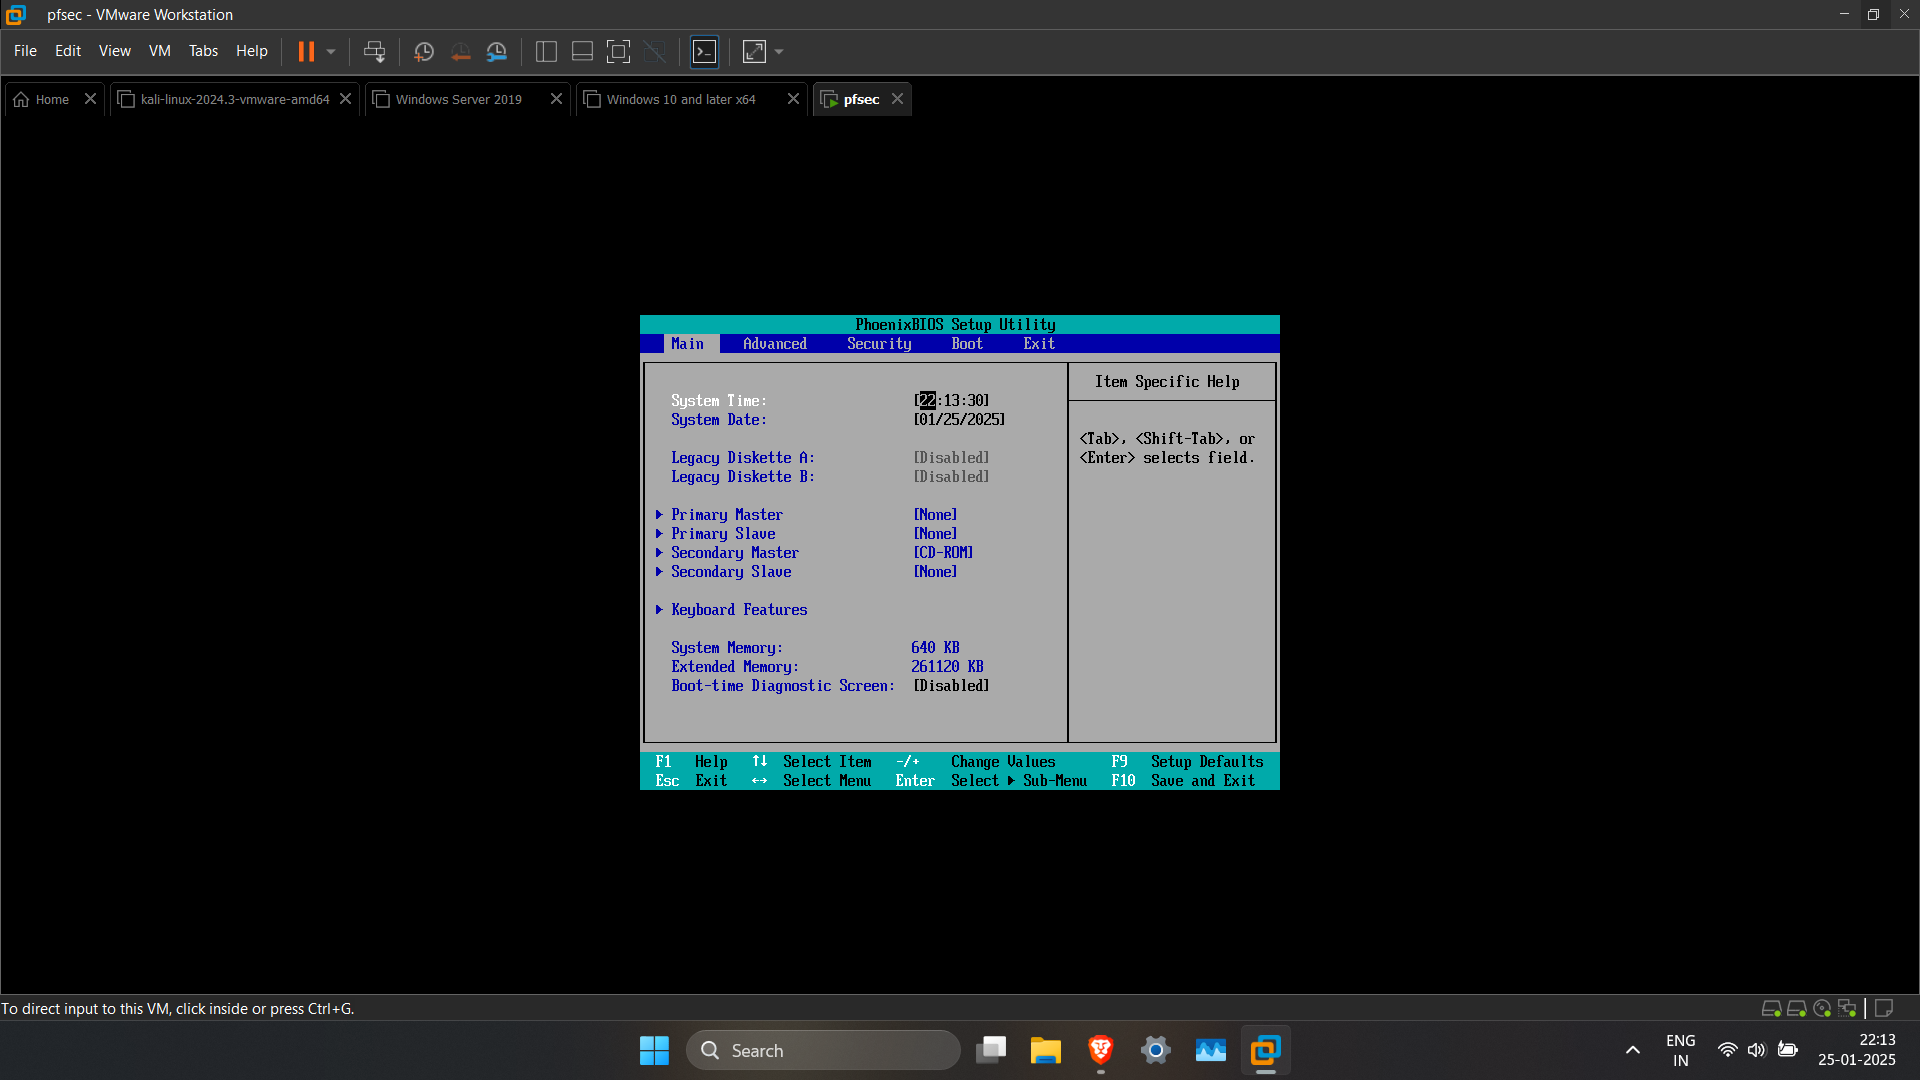 pfsec - VMware Workstation
File Edit View VM Tabs Help
Home kali-linux-2024.3-vmware-amd64 Windows Server 2019 Windows 10 and later x64 pfsec
PhoenixBIOS Setup Utility
Main Advanced Security Boot Exit
Item Specific Help
System Time: [22:13:30]
System Date: [01/25/2025]
<Tab>, <Shift-Tab>, or
<Enter> selects field.
Legacy Diskette A: [Disabled]
Legacy Diskette B: [Disabled]
Primary Master [None]
Primary Slave [None]
Secondary Master [CD-ROM]
Secondary Slave [None]
Keyboard Features
System Memory: 640 KB
Extended Memory: 261120 KB
Boot-time Diagnostic Screen: [Disabled]
F1 Help ↑↓ Select Item -/+ Change Values F9 Setup Defaults
Esc Exit ↔ Select Menu Enter Select ▶ Sub-Menu F10 Save and Exit
To direct input to this VM, click inside or press Ctrl+G.
Search
ENG
IN
22:13
25-01-2025